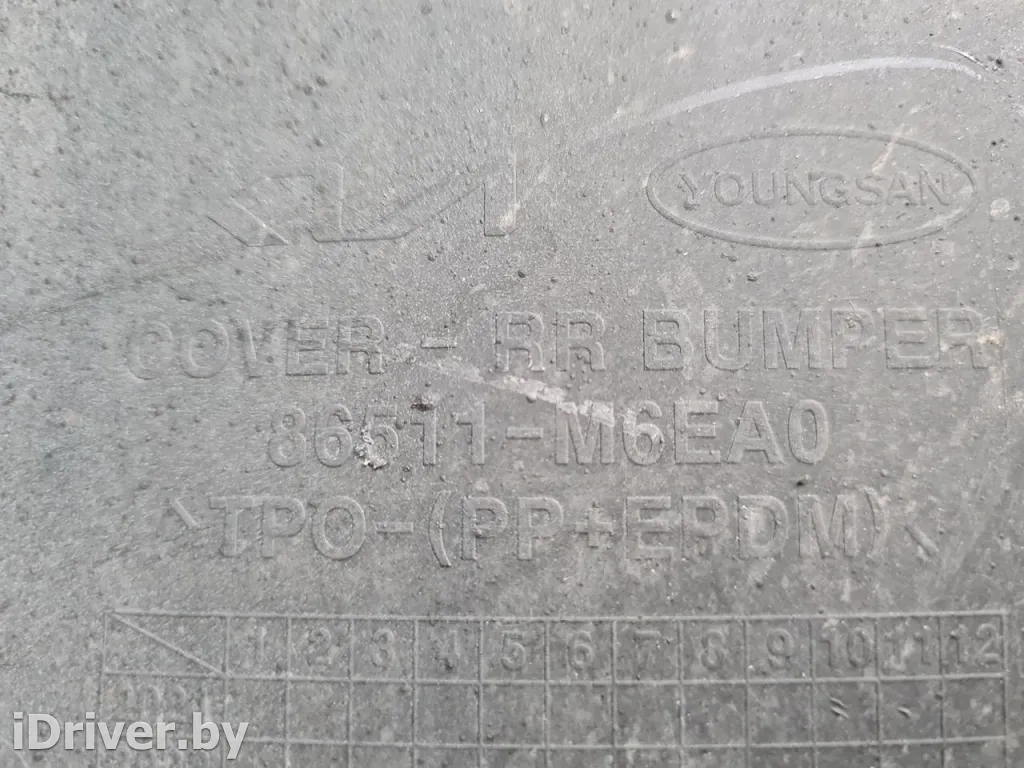 KIA YOUNGSAN
COVER - RR BUMPER
86511-M6EA0
>TPO-(PP+EPDM)<
1 2 3 4 5 6 7 8 9 10 11 12
iDriver.by